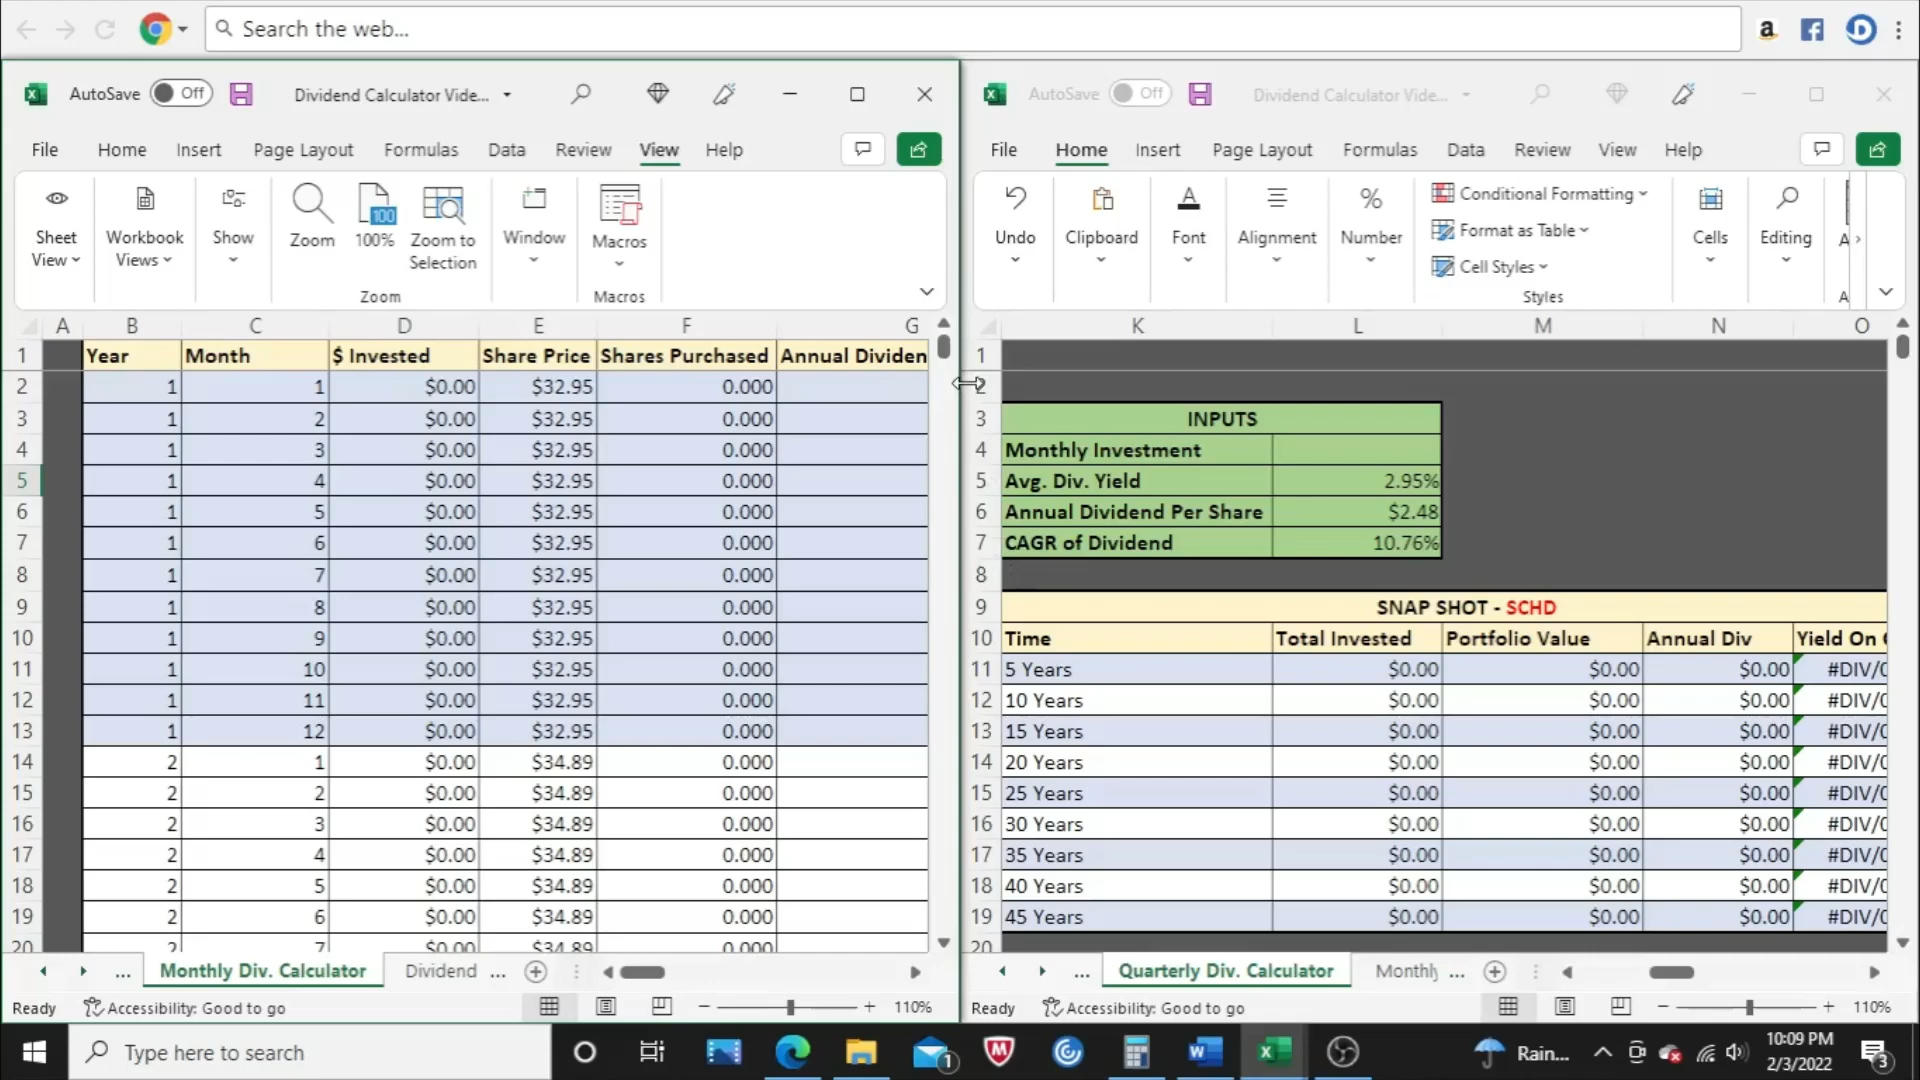 Search the web...
AutoSave Off Dividend Calculator Vide...
File Home Insert Page Layout Formulas Data Review View Help
Sheet View
Workbook Views
Show
Zoom
100%
Zoom to Selection
Zoom
Window
Macros
Macros
A B C D E F G
1 Year Month $ Invested Share Price Shares Purchased Annual Dividen
2 1 1 $0.00 $32.95 0.000
3 1 2 $0.00 $32.95 0.000
4 1 3 $0.00 $32.95 0.000
5 1 4 $0.00 $32.95 0.000
6 1 5 $0.00 $32.95 0.000
7 1 6 $0.00 $32.95 0.000
8 1 7 $0.00 $32.95 0.000
9 1 8 $0.00 $32.95 0.000
10 1 9 $0.00 $32.95 0.000
11 1 10 $0.00 $32.95 0.000
12 1 11 $0.00 $32.95 0.000
13 1 12 $0.00 $32.95 0.000
14 2 1 $0.00 $34.89 0.000
15 2 2 $0.00 $34.89 0.000
16 2 3 $0.00 $34.89 0.000
17 2 4 $0.00 $34.89 0.000
18 2 5 $0.00 $34.89 0.000
19 2 6 $0.00 $34.89 0.000
20 2 7 $0.00 $34.89 0.000
... Monthly Div. Calculator Dividend ...
Ready Accessibility: Good to go 110%
AutoSave Off Dividend Calculator Vide...
File Home Insert Page Layout Formulas Data Review View Help
Undo
Clipboard
Font
Alignment
Number
Conditional Formatting
Format as Table
Cell Styles
Styles
Cells
Editing
K L M N O
1
2
3 INPUTS
4 Monthly Investment
5 Avg. Div. Yield 2.95%
6 Annual Dividend Per Share $2.48
7 CAGR of Dividend 10.76%
8
9 SNAP SHOT - SCHD
10 Time Total Invested Portfolio Value Annual Div Yield On
11 5 Years $0.00 $0.00 $0.00 #DIV/0
12 10 Years $0.00 $0.00 $0.00 #DIV/0
13 15 Years $0.00 $0.00 $0.00 #DIV/0
14 20 Years $0.00 $0.00 $0.00 #DIV/0
15 25 Years $0.00 $0.00 $0.00 #DIV/0
16 30 Years $0.00 $0.00 $0.00 #DIV/0
17 35 Years $0.00 $0.00 $0.00 #DIV/0
18 40 Years $0.00 $0.00 $0.00 #DIV/0
19 45 Years $0.00 $0.00 $0.00 #DIV/0
20
... Quarterly Div. Calculator Monthly ...
Ready Accessibility: Good to go 110%
Type here to search
1
Rain...
10:09 PM
2/3/2022
3